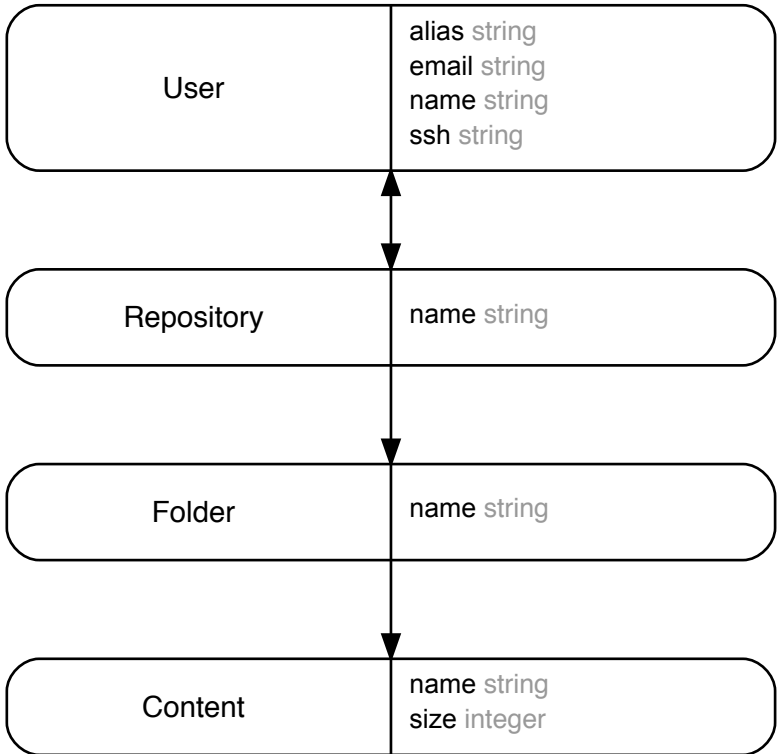 User
alias string
email string
name string
ssh string
Repository
name string
Folder
name string
Content
name string
size integer